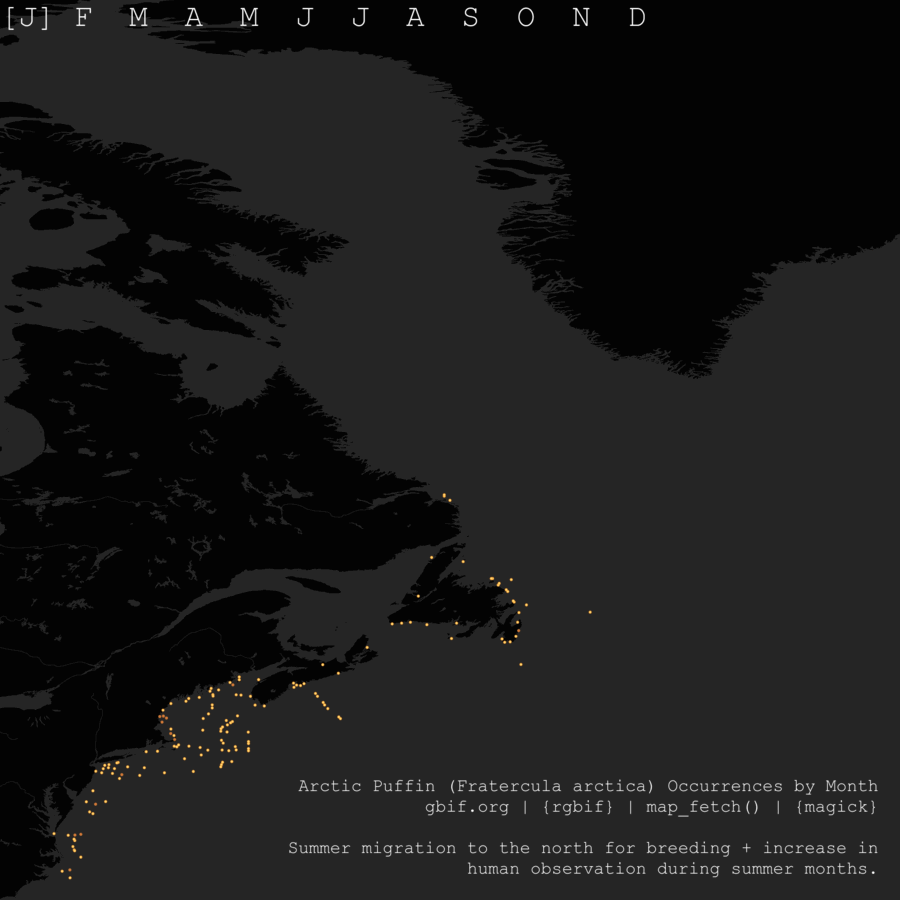 [J] F M A M J J A S O N D
Arctic Puffin (Fratercula arctica) Occurrences by Month
gbif.org | {rgbif} | map_fetch() | {magick}
Summer migration to the north for breeding + increase in
human observation during summer months.